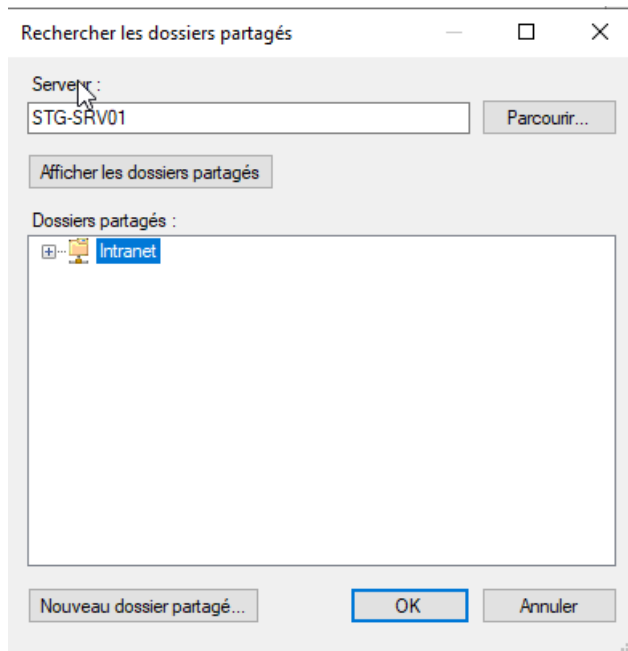 Rechercher les dossiers partagés
Serveur :
STG-SRV01
Parcourir...
Afficher les dossiers partagés
Dossiers partagés :
Intranet
Nouveau dossier partagé...
OK
Annuler